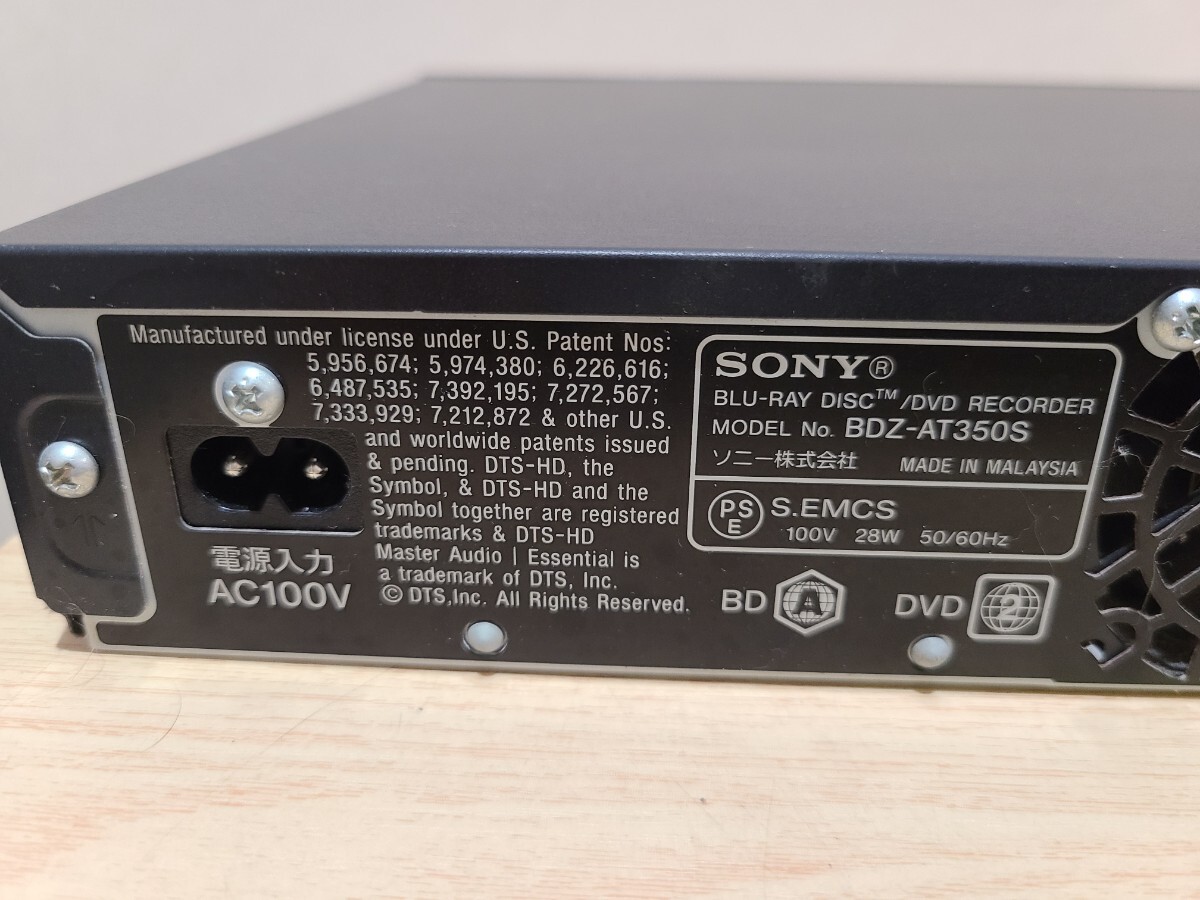 Manufactured under license under U.S. Patent Nos:
5,956,674; 5,974,380; 6,226,616;
6,487,535; 7,392,195; 7,272,567;
7,333,929; 7,212,872 & other U.S.
and worldwide patents issued
& pending. DTS-HD, the
Symbol, & DTS-HD and the
Symbol together are registered
trademarks & DTS-HD
Master Audio | Essential is
a trademark of DTS, Inc.
© DTS,Inc. All Rights Reserved.
電源入力
AC100V
SONY®
BLU-RAY DISC™/DVD RECORDER
MODEL No. BDZ-AT350S
ソニー株式会社 MADE IN MALAYSIA
PS
E
S.EMCS
100V 28W 50/60Hz
BD A DVD 2